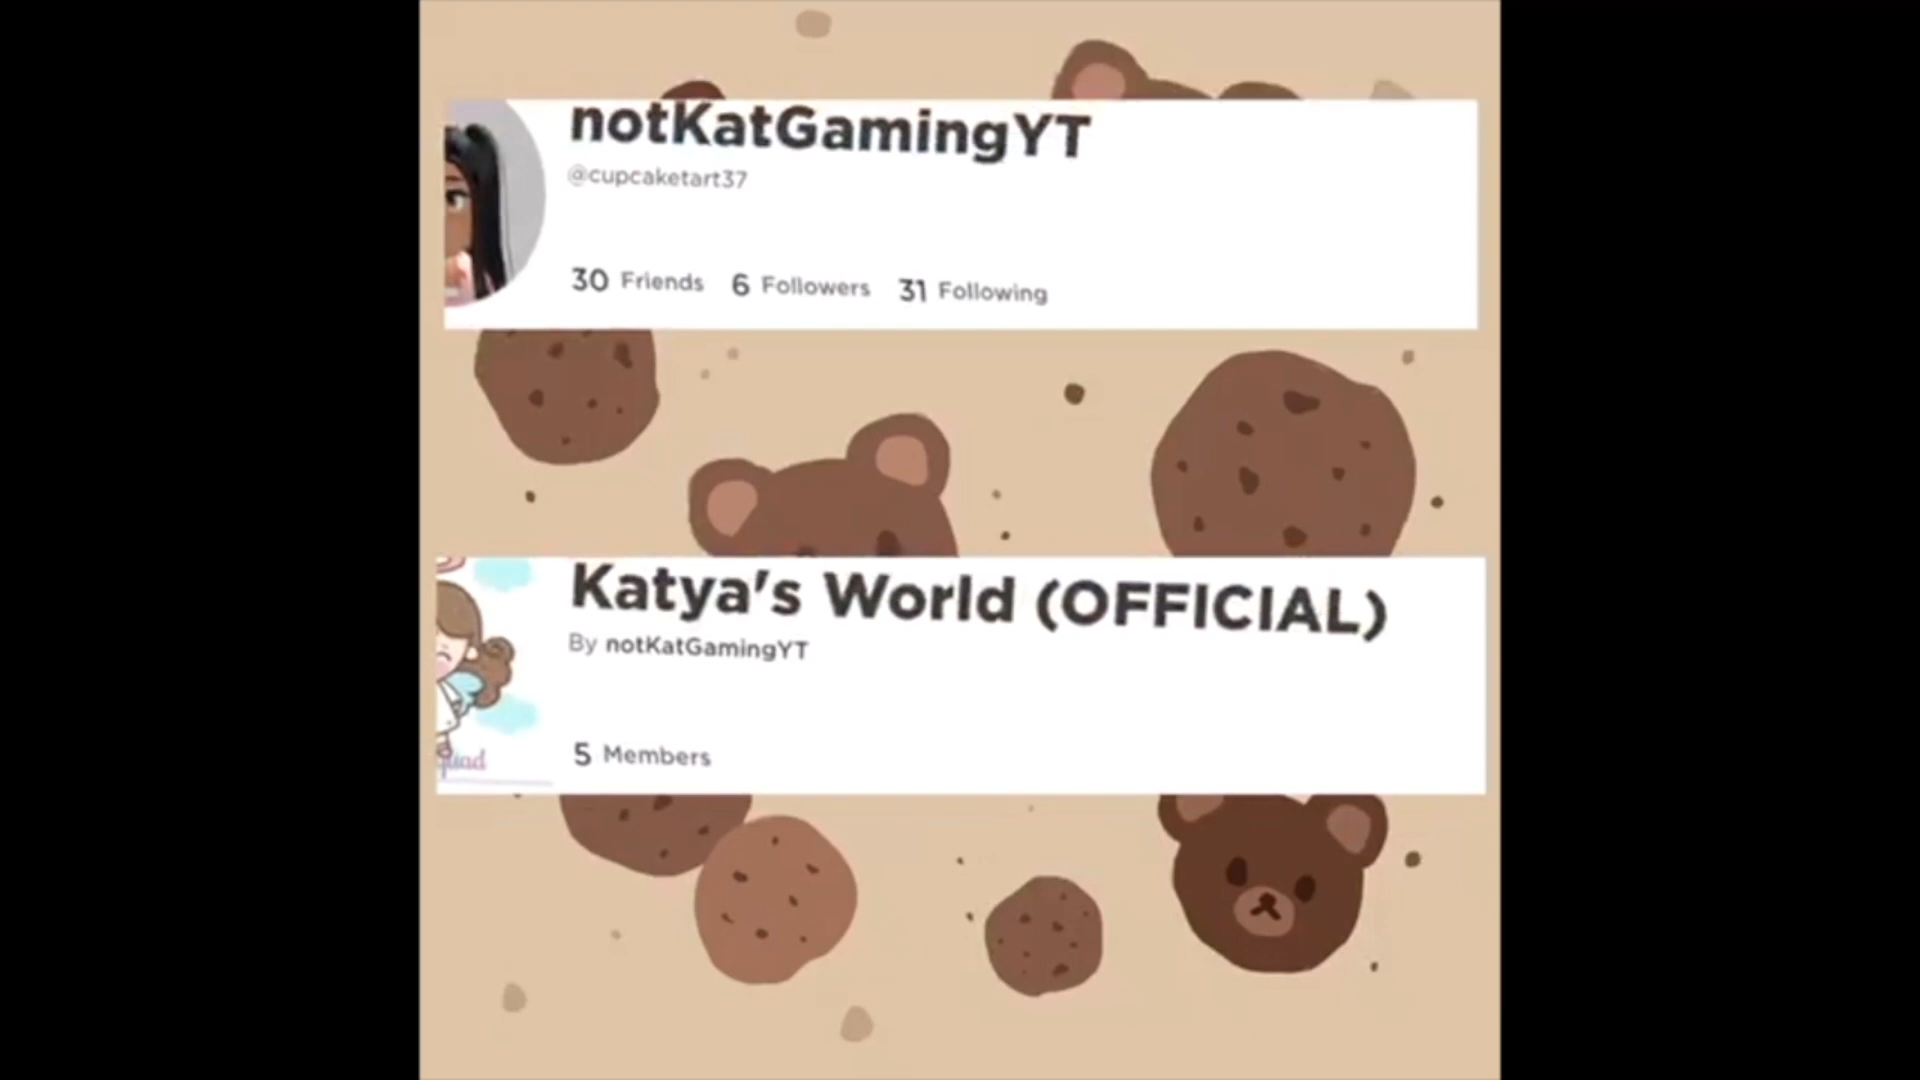 notKatGamingYT
@cupcaketart37
30 Friends 6 Followers 31 Following
Katya's World (OFFICIAL)
By notKatGamingYT
5 Members